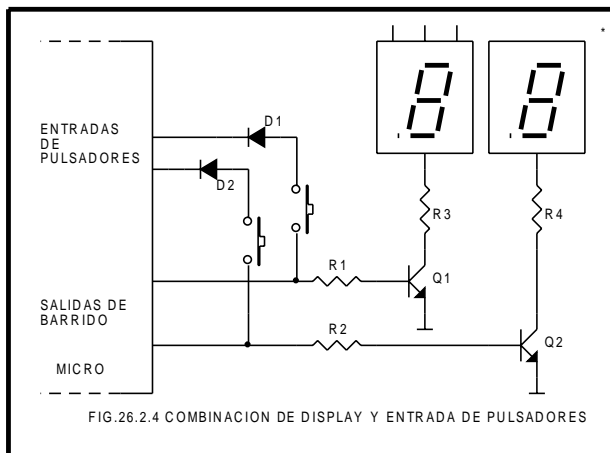 *
D1
ENTRADAS
DE
PULSADORES
D2
R3
R4
R1
Q1
SALIDAS DE
BARRIDO
R2
Q2
MICRO
FIG.26.2.4 COMBINACION DE DISPLAY Y ENTRADA DE PULSADORES